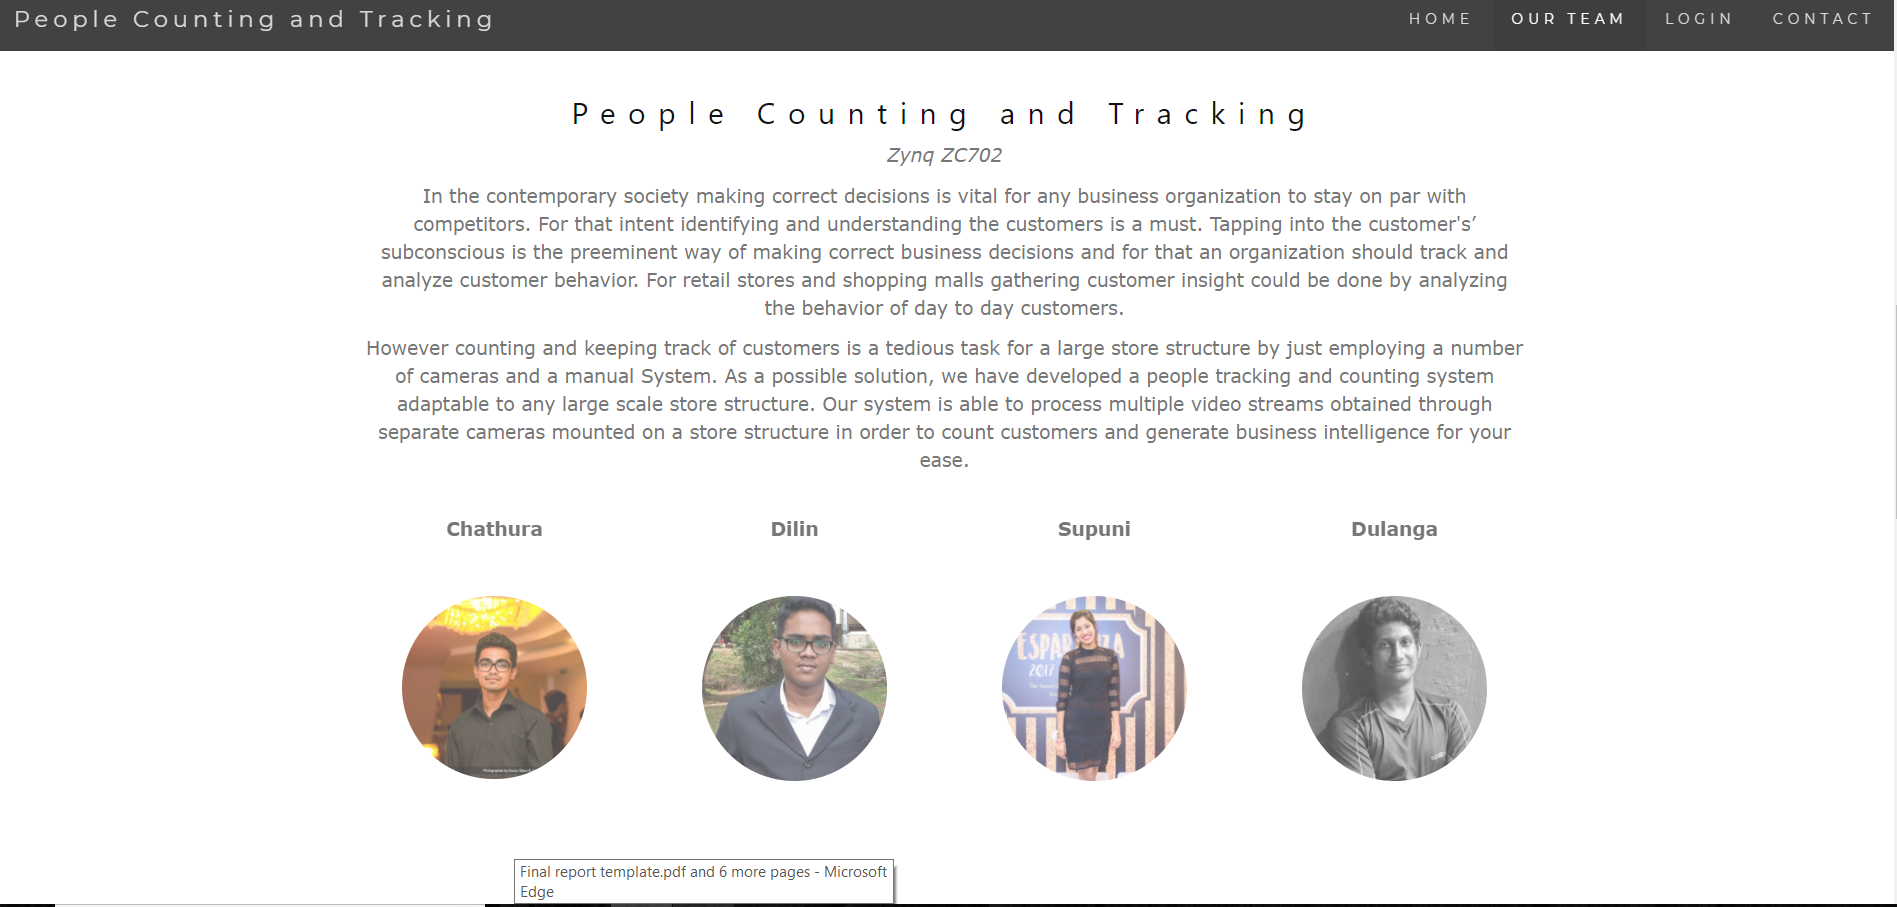 People Counting and Tracking
HOME
OUR TEAM
LOGIN
CONTACT
People Counting and Tracking
Zynq ZC702
In the contemporary society making correct decisions is vital for any business organization to stay on par with
competitors. For that intent identifying and understanding the customers is a must. Tapping into the customer's’
subconscious is the preeminent way of making correct business decisions and for that an organization should track and
analyze customer behavior. For retail stores and shopping malls gathering customer insight could be done by analyzing
the behavior of day to day customers.
However counting and keeping track of customers is a tedious task for a large store structure by just employing a number
of cameras and a manual System. As a possible solution, we have developed a people tracking and counting system
adaptable to any large scale store structure. Our system is able to process multiple video streams obtained through
separate cameras mounted on a store structure in order to count customers and generate business intelligence for your
ease.
Chathura
Dilin
Supuni
Dulanga
2017
Final report template.pdf and 6 more pages - Microsoft
Edge